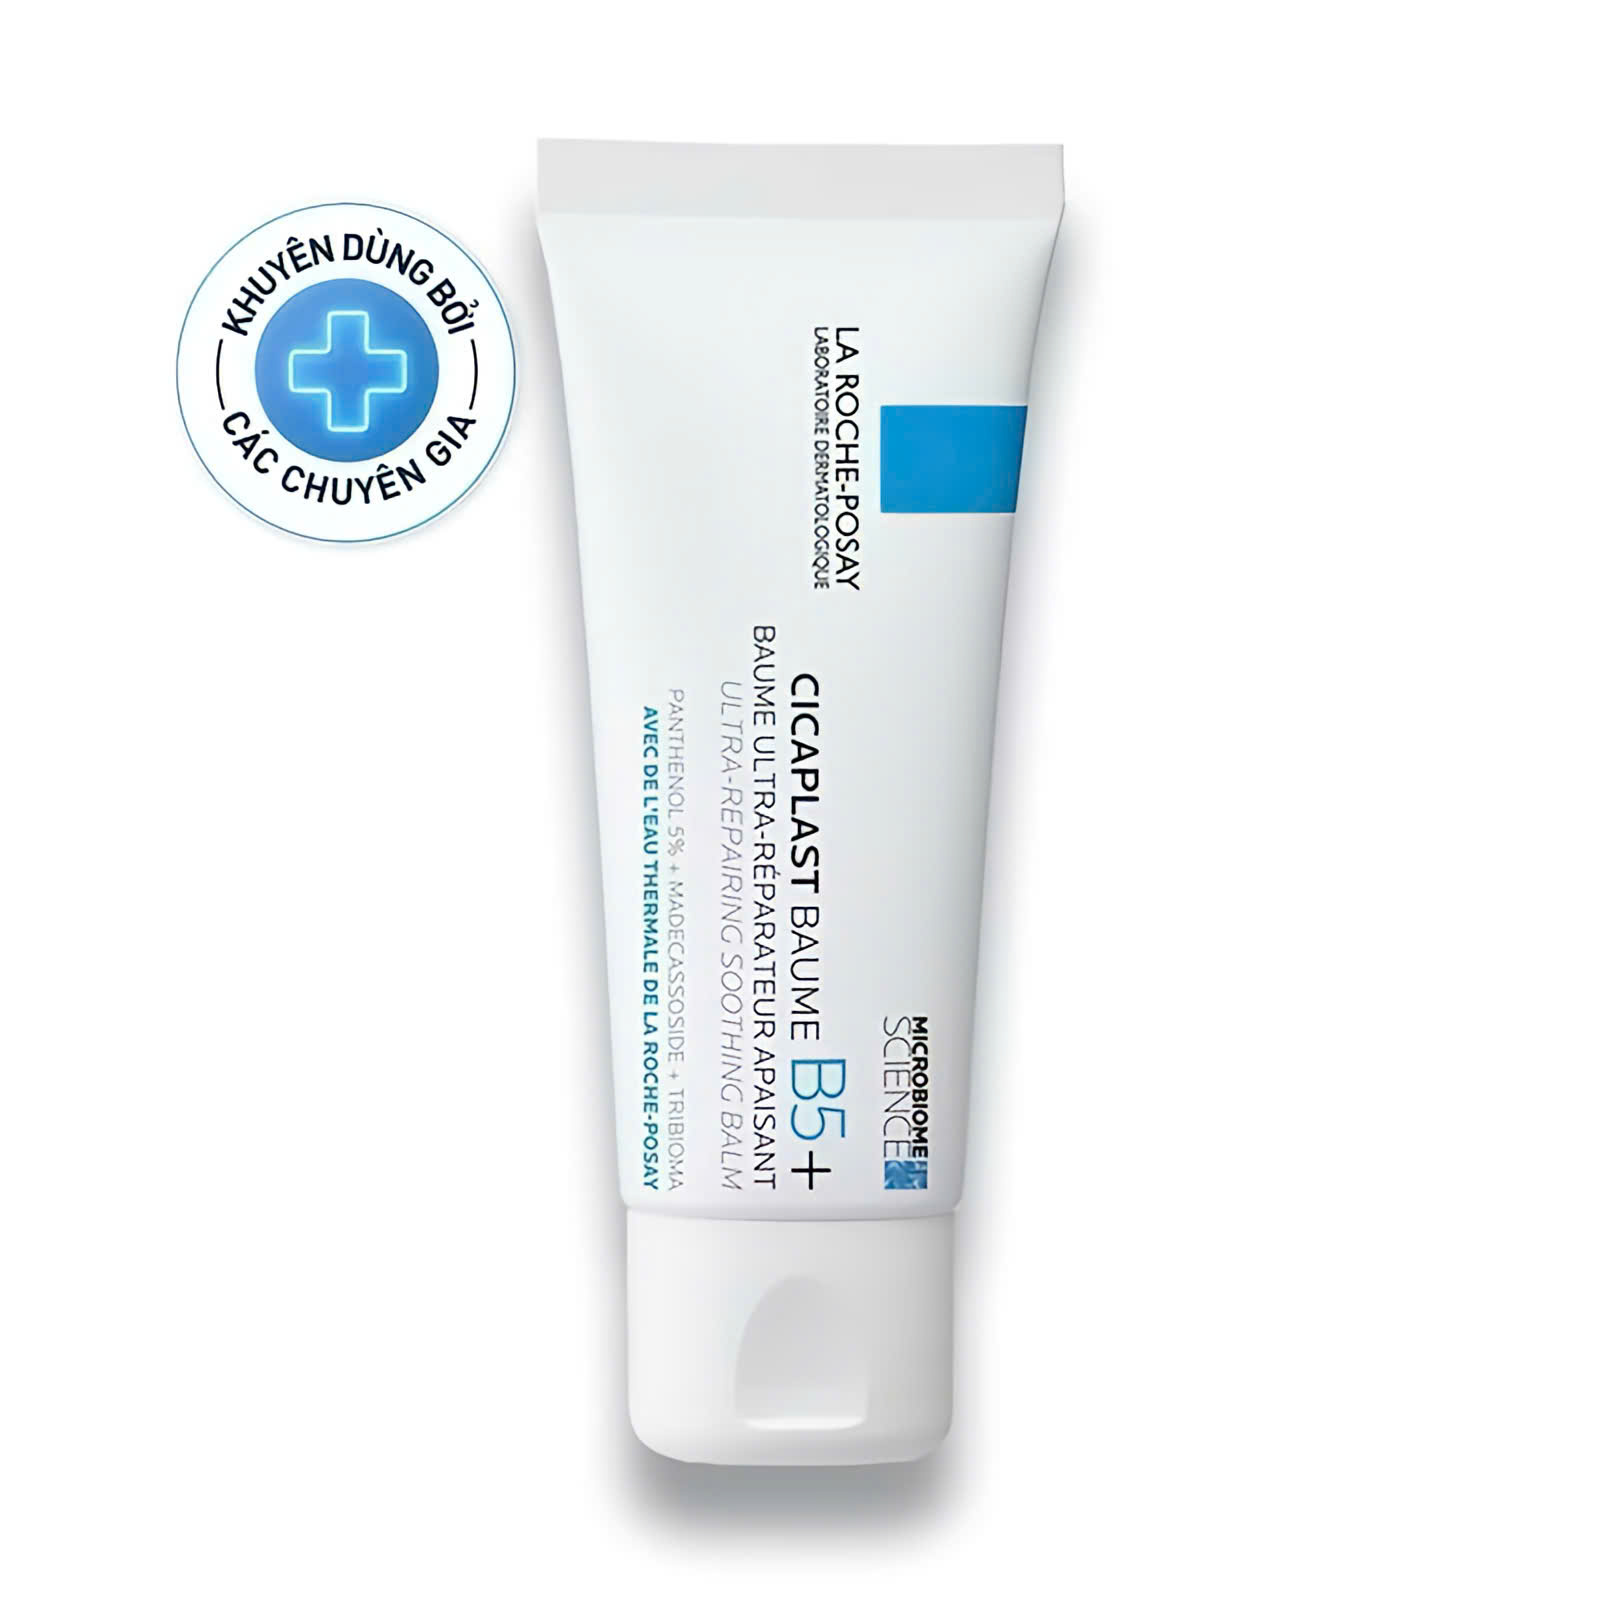 KHUYÊN DÙNG BỞI
CÁC CHUYÊN GIA
LA ROCHE-POSAY
LABORATOIRE DERMATOLOGIQUE
MICROBIOME
SCIENCE
CICAPLAST BAUME B5+
BAUME ULTRA-RÉPARATEUR APAISANT
ULTRA-REPAIRING SOOTHING BALM
PANTHENOL 5% + MADECASSOSIDE + TRIBIOMA
AVEC DE L'EAU THERMALE DE LA ROCHE-POSAY